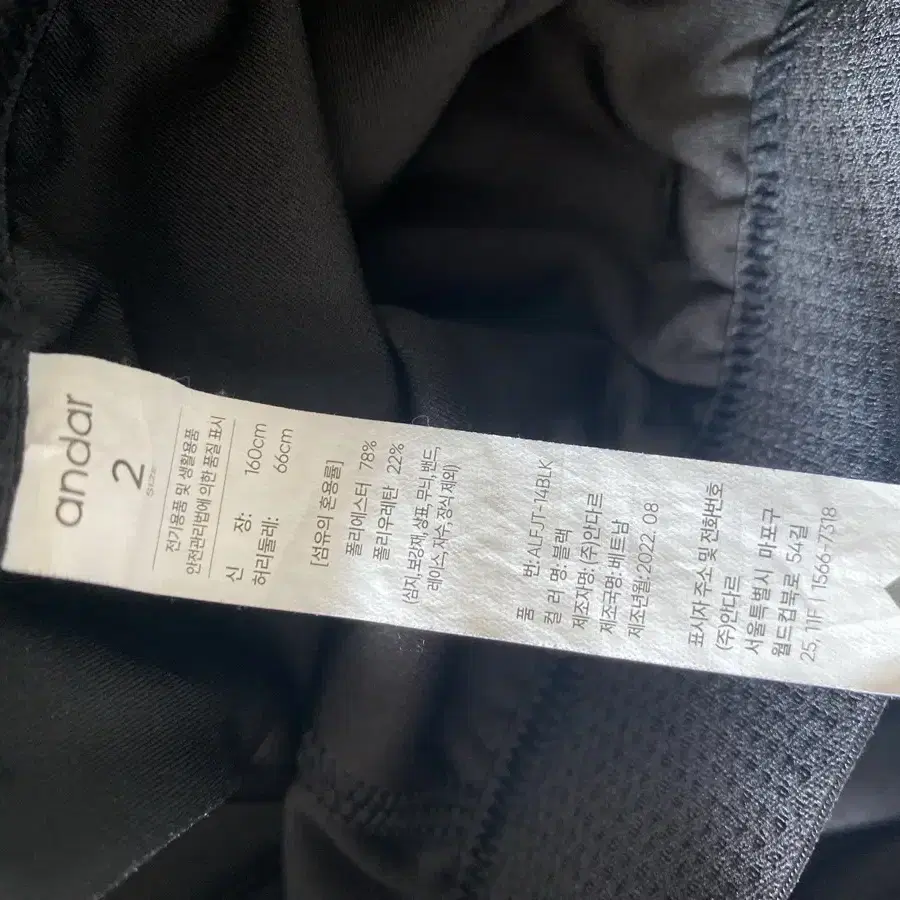 andar
2
SIZE
전기용품 및 생활용품
안전관리법에 의한 품질 표시
신 장: 160cm
허리둘레: 66cm
[섬유의 혼용률]
폴리에스터 78%
폴리우레탄 22%
(심지, 보강재, 상표, 무늬, 밴드,
레이스, 자수, 장식 제외)
품 번: ALFJT-14BLK
컬 러 명: 블랙
제조자명: (주)안다르
제조국명: 베트남
제조년월: 2022. 08
표시자 주소 및 전화번호
(주)안다르
서울특별시 마포구
월드컵북로 54길
25, 11F | 1566-7318